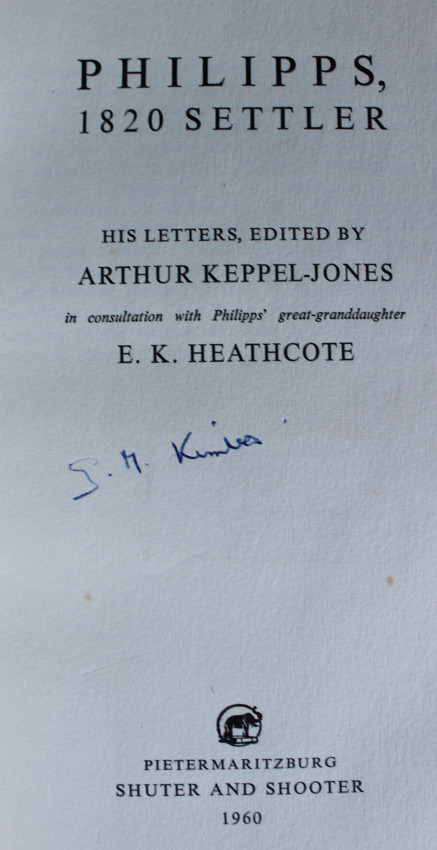 PHILIPPS,
1820 SETTLER
HIS LETTERS, EDITED BY
ARTHUR KEPPEL-JONES
in consultation with Philipps' great-granddaughter
E. K. HEATHCOTE
PIETERMARITZBURG
SHUTER AND SHOOTER
1960